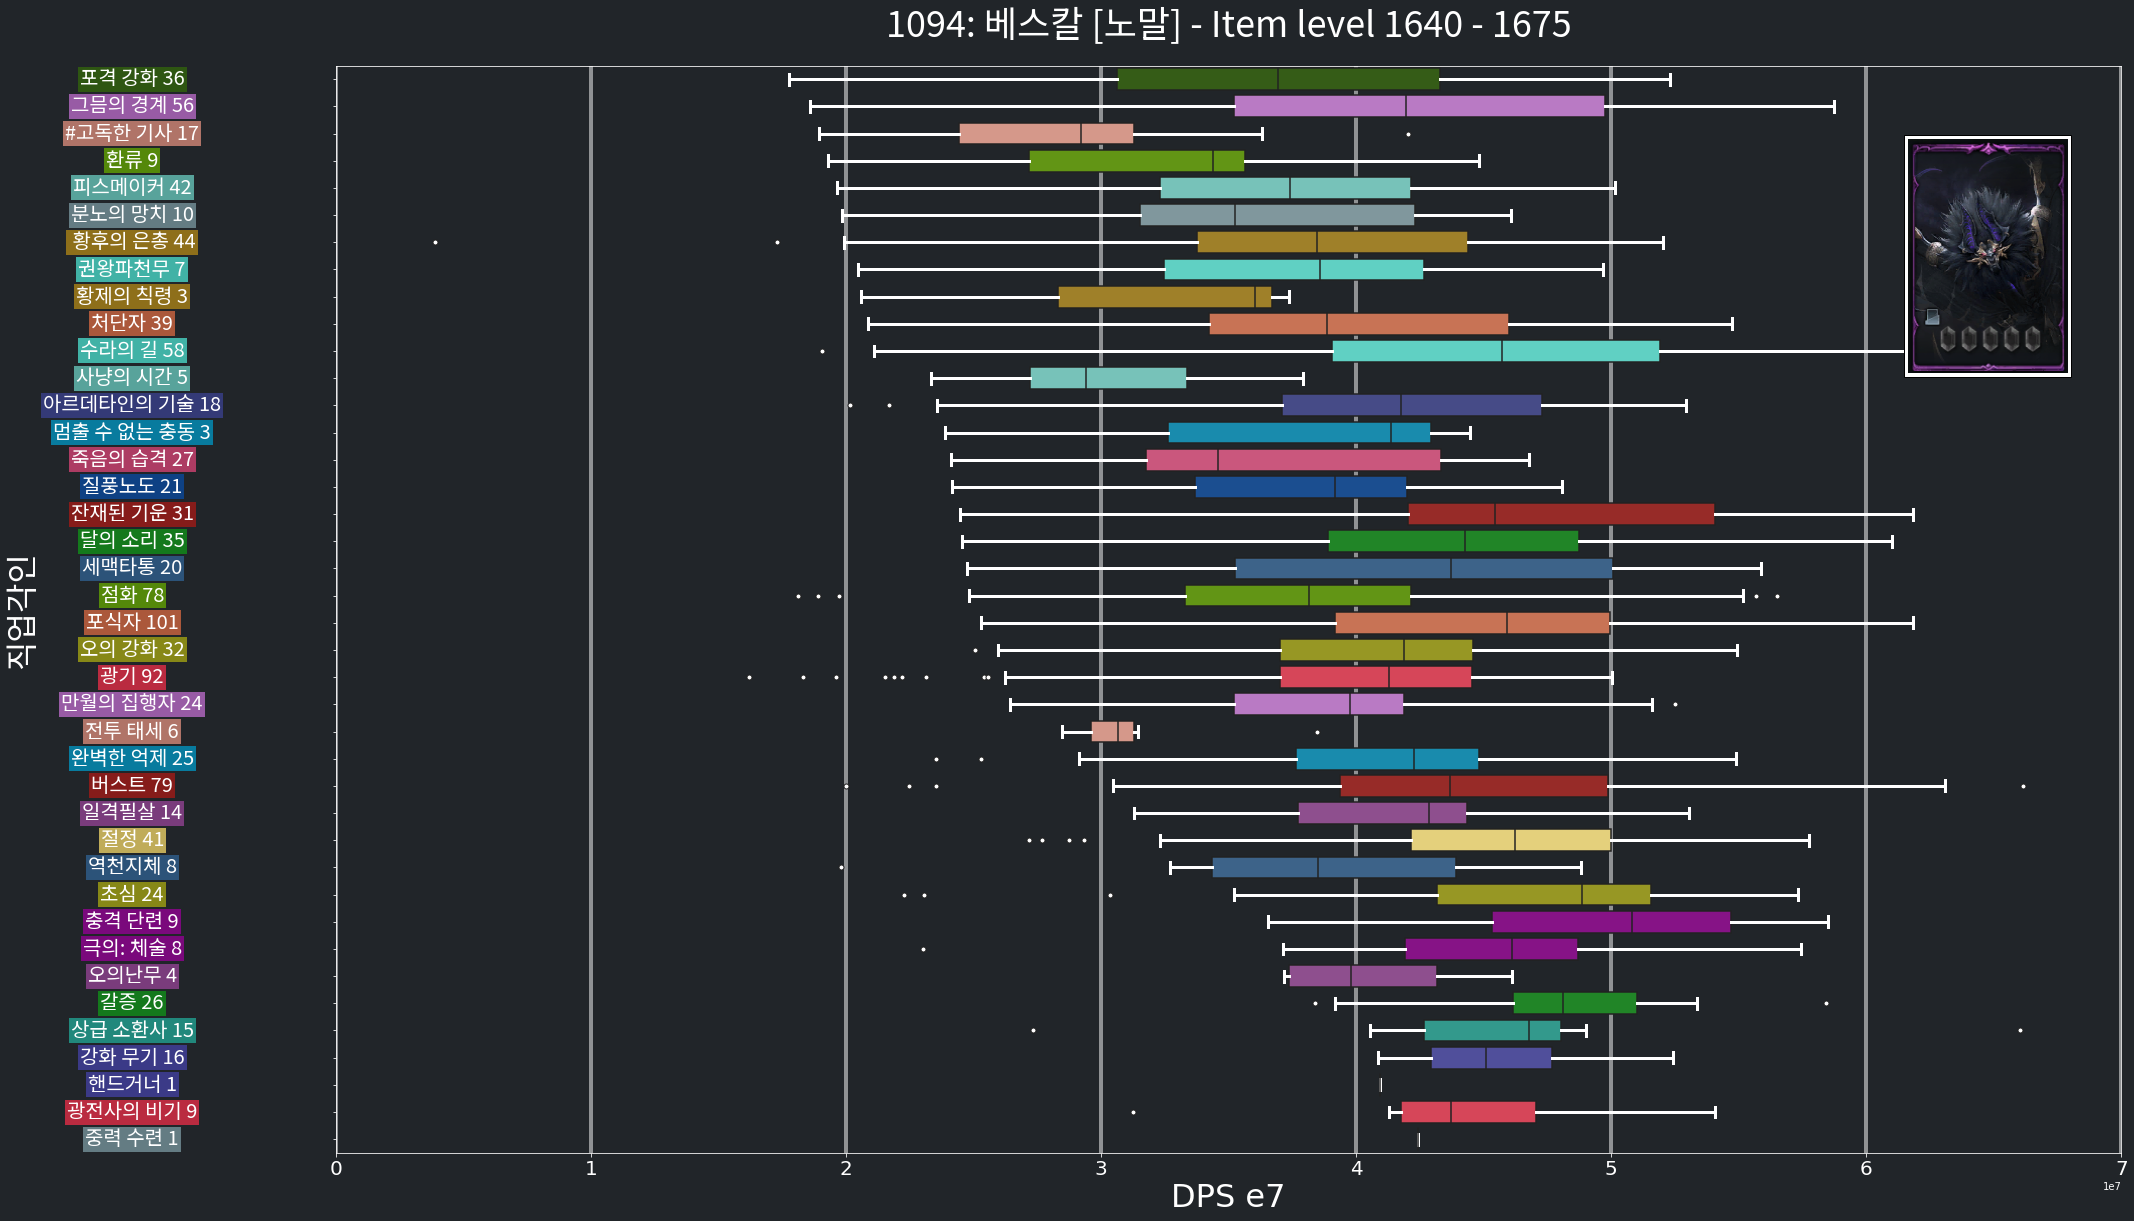 1094: 베스칼 [노말] - Item level 1640 - 1675
포격 강화 36
그믐의 경계 56
#고독한 기사 17
환류 9
피스메이커 42
분노의 망치 10
황후의 은총 44
권왕파천무 7
황제의 칙령 3
처단자 39
수라의 길 58
사냥의 시간 5
아르데타인의 기술 18
멈출 수 없는 충동 3
죽음의 습격 27
질풍노도 21
잔재된 기운 31
달의 소리 35
세맥타통 20
점화 78
포식자 101
오의 강화 32
광기 92
만월의 집행자 24
전투 태세 6
완벽한 억제 25
버스트 79
일격필살 14
절정 41
역천지체 8
초심 24
충격 단련 9
극의: 체술 8
오의난무 4
갈증 26
상급 소환사 15
강화 무기 16
핸드거너 1
광전사의 비기 9
중력 수련 1
직업각인
0 1 2 3 4 5 6 7
1e7
DPS e7